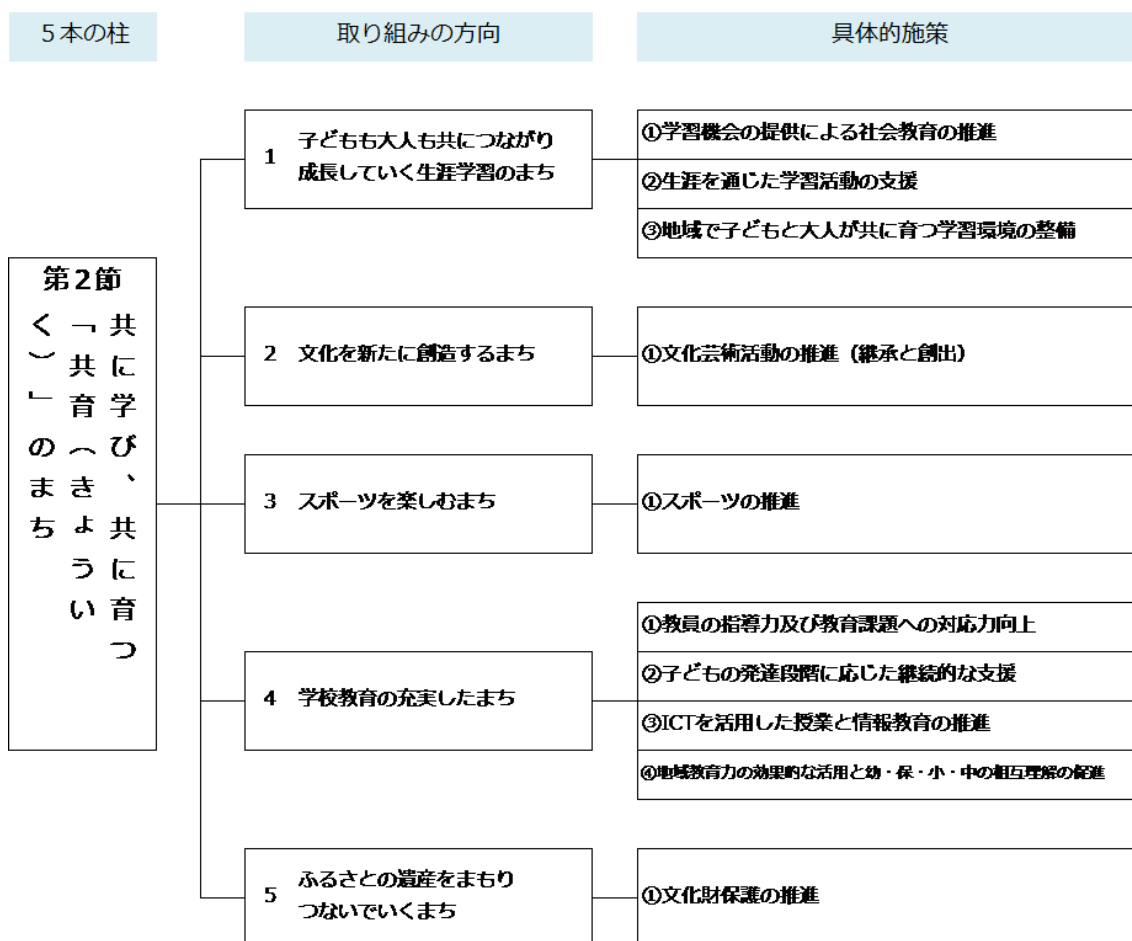 5本の柱
取り組みの方向
具体的施策
第2節
共に学び、共に育つ
「共育（きょうい
く）」のまち
1 子どもも大人も共につながり
成長していく生涯学習のまち
①学習機会の提供による社会教育の推進
②生涯を通じた学習活動の支援
③地域で子どもと大人が共に育つ学習環境の整備
2 文化を新たに創造するまち
①文化芸術活動の推進（継承と創出）
3 スポーツを楽しむまち
①スポーツの推進
4 学校教育の充実したまち
①教員の指導力及び教育課題への対応力向上
②子どもの発達段階に応じた継続的な支援
③ICTを活用した授業と情報教育の推進
④地域教育力の効果的な活用と幼・保・小・中の相互理解の促進
5 ふるさとの遺産をまもり
つないでいくまち
①文化財保護の推進